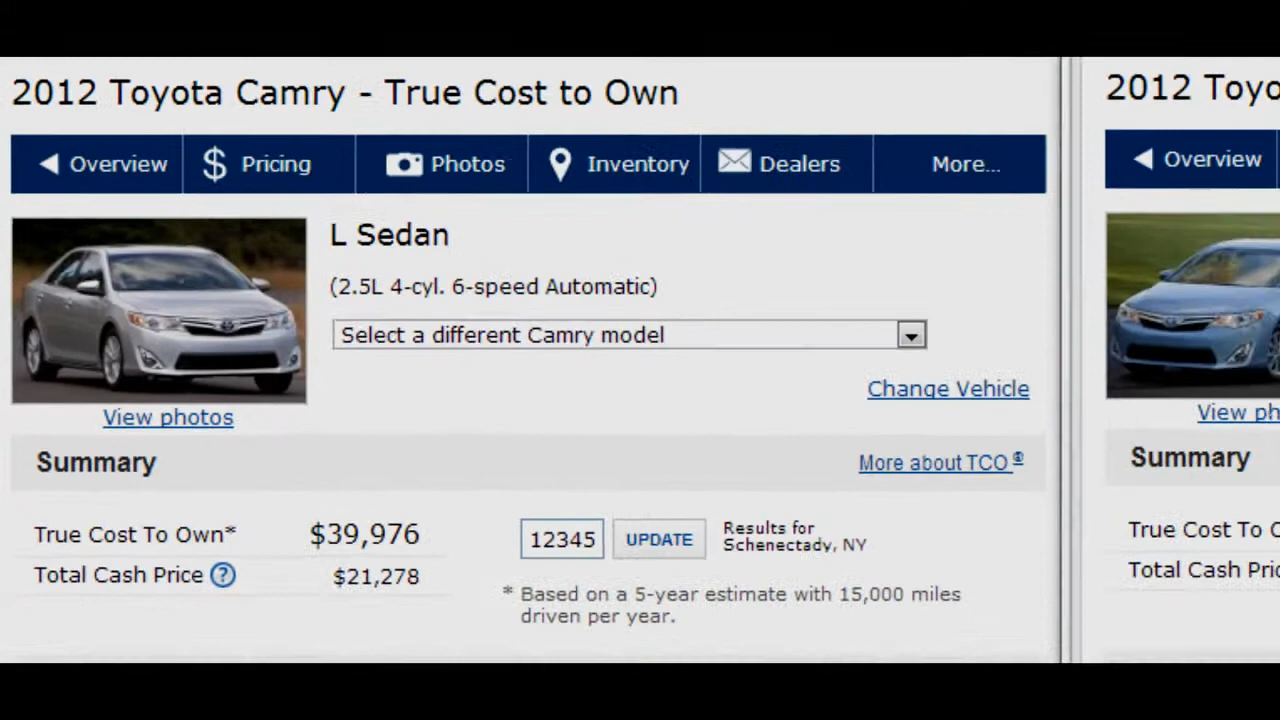 2012 Toyota Camry - True Cost to Own
Overview
Pricing
Photos
Inventory
Dealers
More...
L Sedan
(2.5L 4-cyl. 6-speed Automatic)
Select a different Camry model
Change Vehicle
View photos
Summary
More about TCO ®
True Cost To Own* $39,976
Total Cash Price ? $21,278
12345 UPDATE
Results for
Schenectady, NY
* Based on a 5-year estimate with 15,000 miles
driven per year.
2012 Toyo
Overview
View ph
Summary
True Cost To O
Total Cash Pric